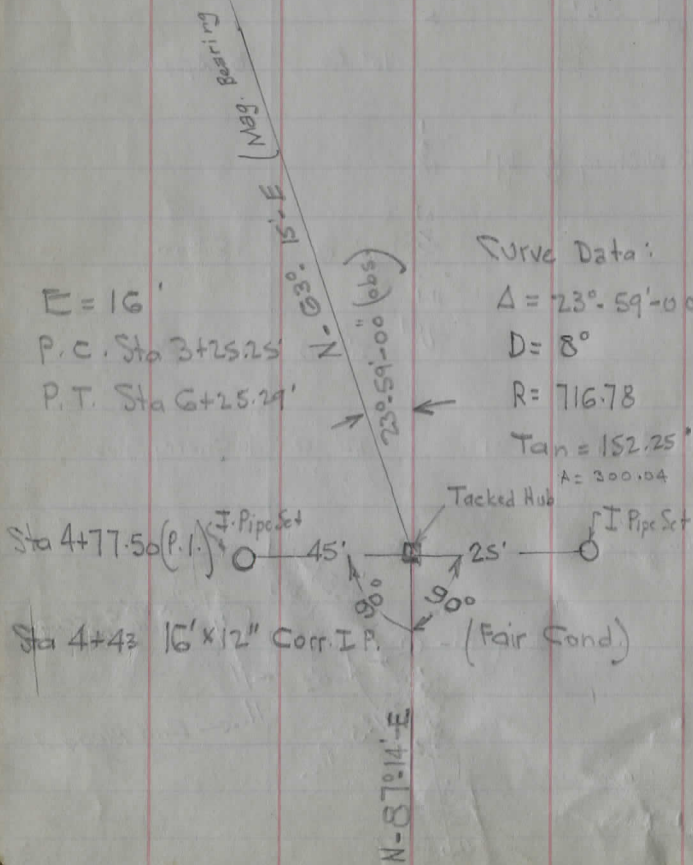 N-63°-15'-E (Mag. Bearing
23°-59'-00" (obs)
Curve Data:
E = 16'
Δ = 23°-59'-00
P.C. Sta 3+25.25'
D = 8°
P.T. Sta 6+25.29'
R = 716.78
Tan = 152.25'
A = 300.04
Tacked Hub
I. Pipe Set
I Pipe Set
Sta 4+77.50 (P.I.)
45'
25'
90°
90°
Sta 4+43 16'x12" Corr. I.P. (Fair Cond.)
N-87°14'-E